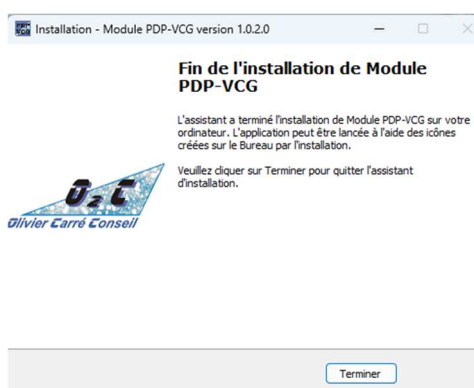 Installation - Module PDP-VCG version 1.0.2.0
Fin de l'installation de Module
PDP-VCG
L'assistant a terminé l'installation de Module PDP-VCG sur votre
ordinateur. L'application peut être lancée à l'aide des icônes
créées sur le Bureau par l'installation.
Veuillez cliquer sur Terminer pour quitter l'assistant
d'installation.
O2C
Olivier Carré Conseil
Terminer